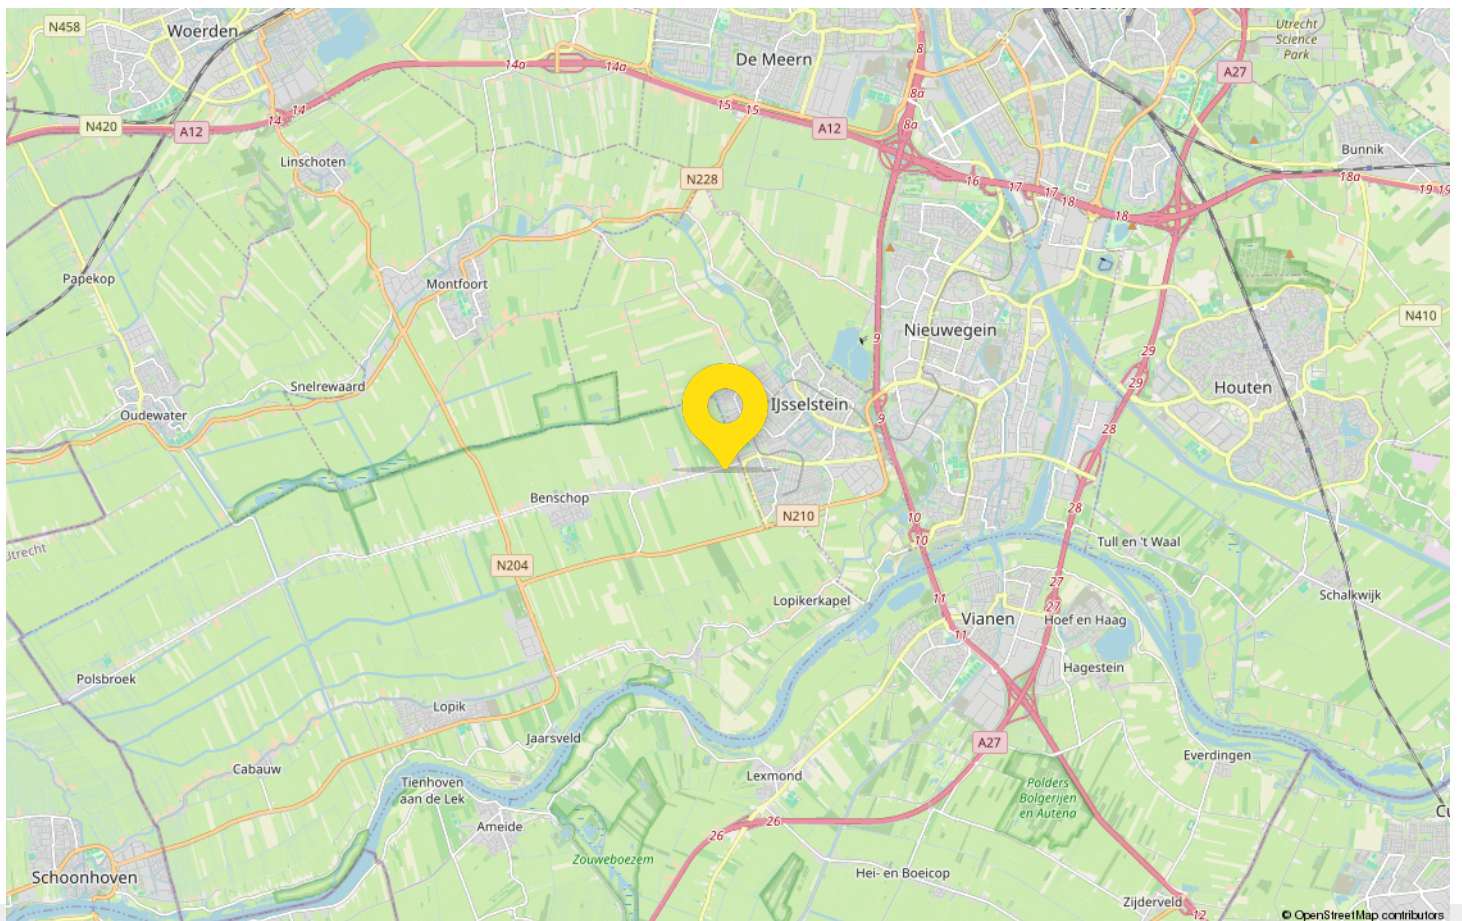 N458
Woerden
De Meern
Utrecht
Science
Park
8
14a
14a
A27
8a
15
15
14
14
N420
A12
A12
8a
Bunnik
Linschoten
N228
16
17
17
18
18
18a
19
19
Papekop
Montfoort
N410
Nieuwegein
9
29
29
Snelrewaard
Houten
Oudewater
IJsselstein
9
28
Benschop
28
N210
10
10
Utrecht
Tull en 't Waal
N204
27
27
Schalkwijk
11
Lopikerkapel
Vianen
Hoef en Haag
11
Hagestein
Polsbroek
Lopik
Jaarsveld
A27
Everdingen
Cabauw
Lexmond
Tienhoven
aan de Lek
Polders
Bolgerijen
en Autena
Ameide
26
26
Zouweboezem
Hei- en Boeicop
Schoonhoven
Zijderveld
12
© OpenStreetMap contributors